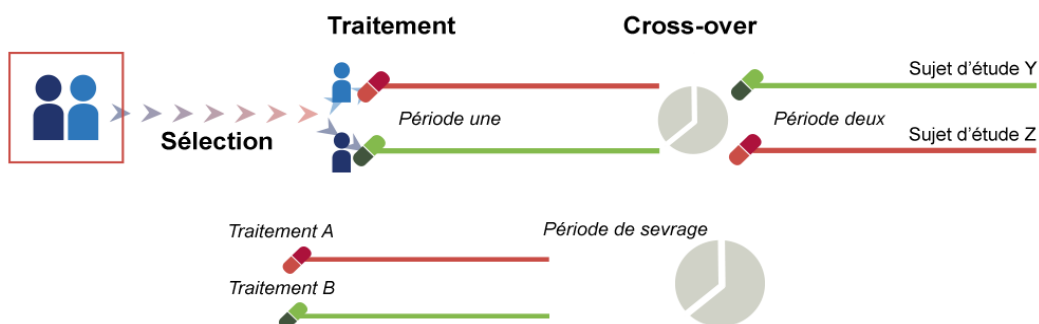 Traitement
Cross-over
Sujet d'étude Y
Période une
Période deux
Sélection
Sujet d'étude Z
Traitement A
Période de sevrage
Traitement B